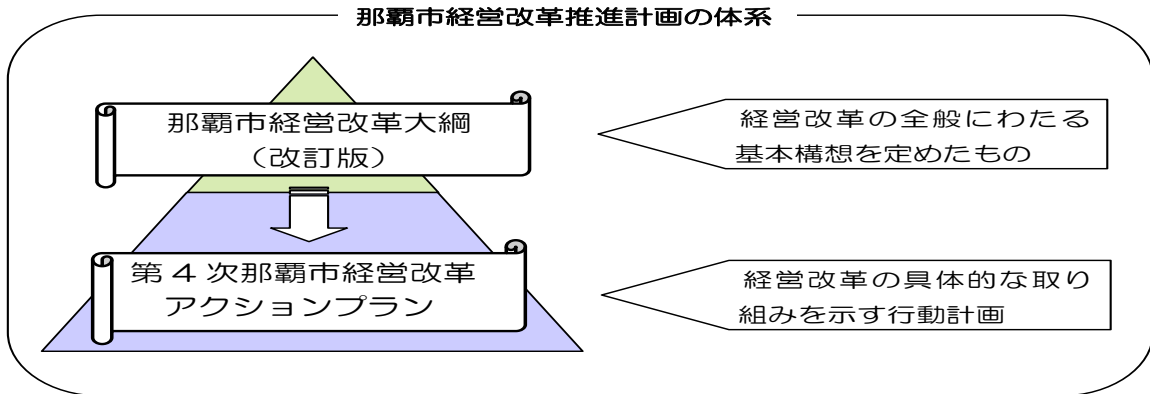 那覇市経営改革推進計画の体系
那覇市経営改革大綱
（改訂版）
経営改革の全般にわたる
基本構想を定めたもの
第４次那覇市経営改革
アクションプラン
経営改革の具体的な取り
組みを示す行動計画